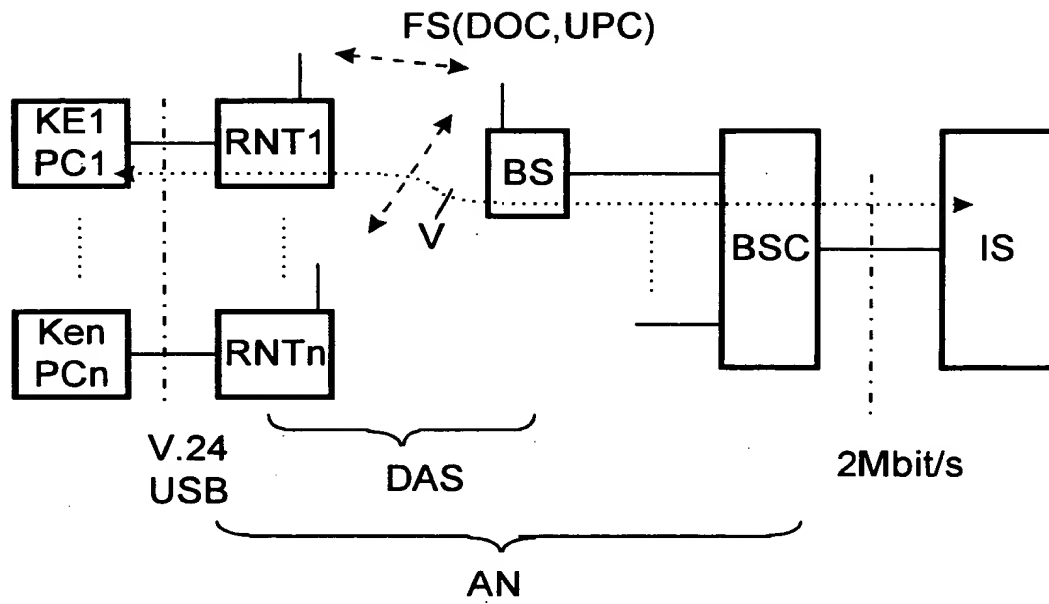 FS(DOC,UPC)
KE1
PC1
RNT1
BS
V
BSC
IS
Ken
PCn
RNTn
V.24
USB
DAS
2Mbit/s
AN